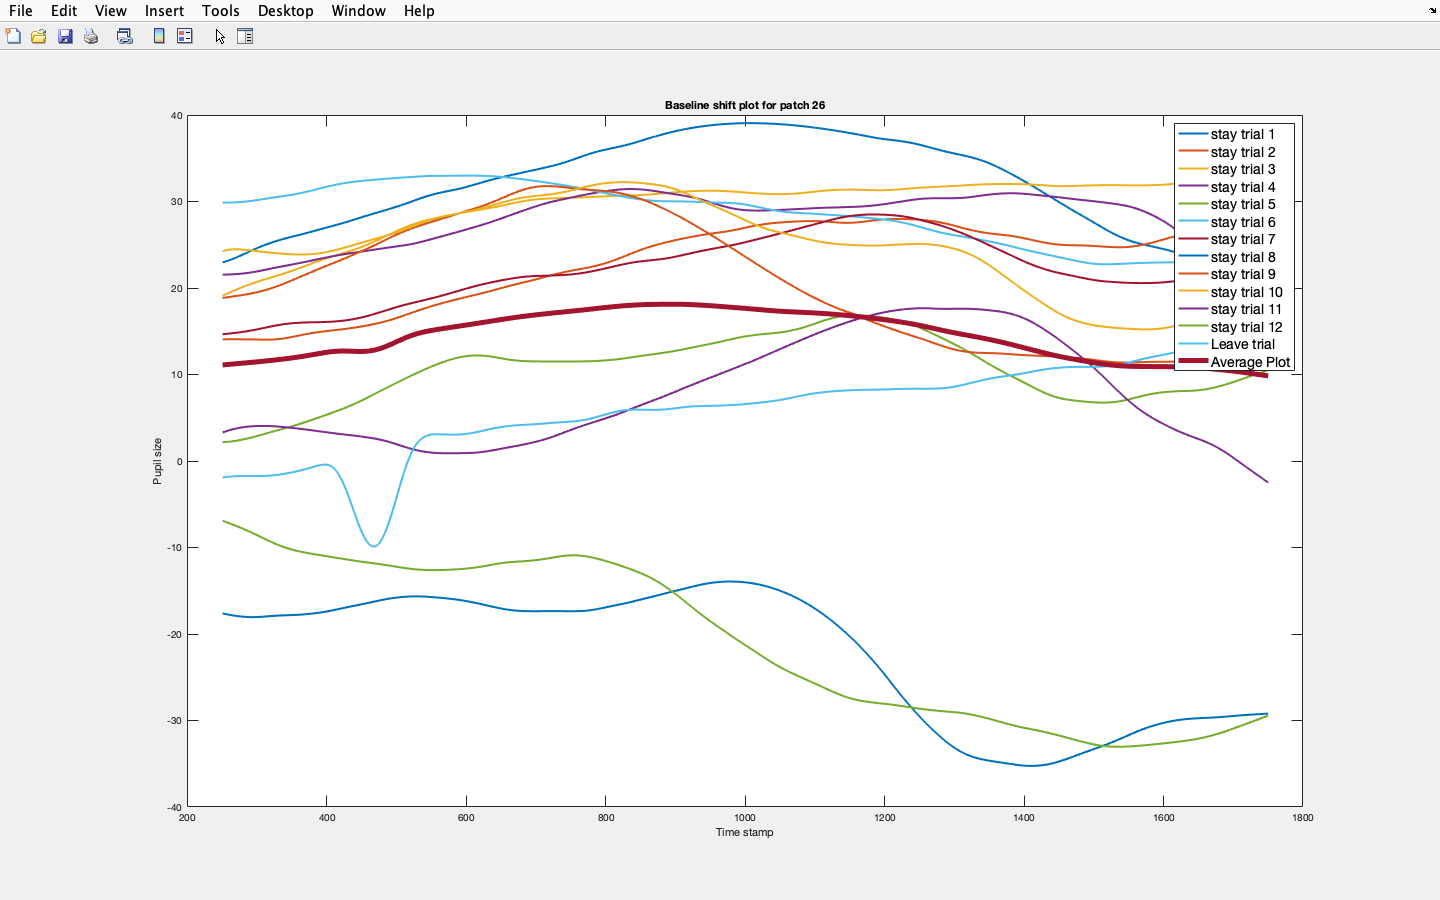 File Edit View Insert Tools Desktop Window Help
Baseline shift plot for patch 26
40
30
20
10
0
-10
-20
-30
-40
Pupil size
200 400 600 800 1000 1200 1400 1600 1800
Time stamp
stay trial 1
stay trial 2
stay trial 3
stay trial 4
stay trial 5
stay trial 6
stay trial 7
stay trial 8
stay trial 9
stay trial 10
stay trial 11
stay trial 12
Leave trial
Average Plot